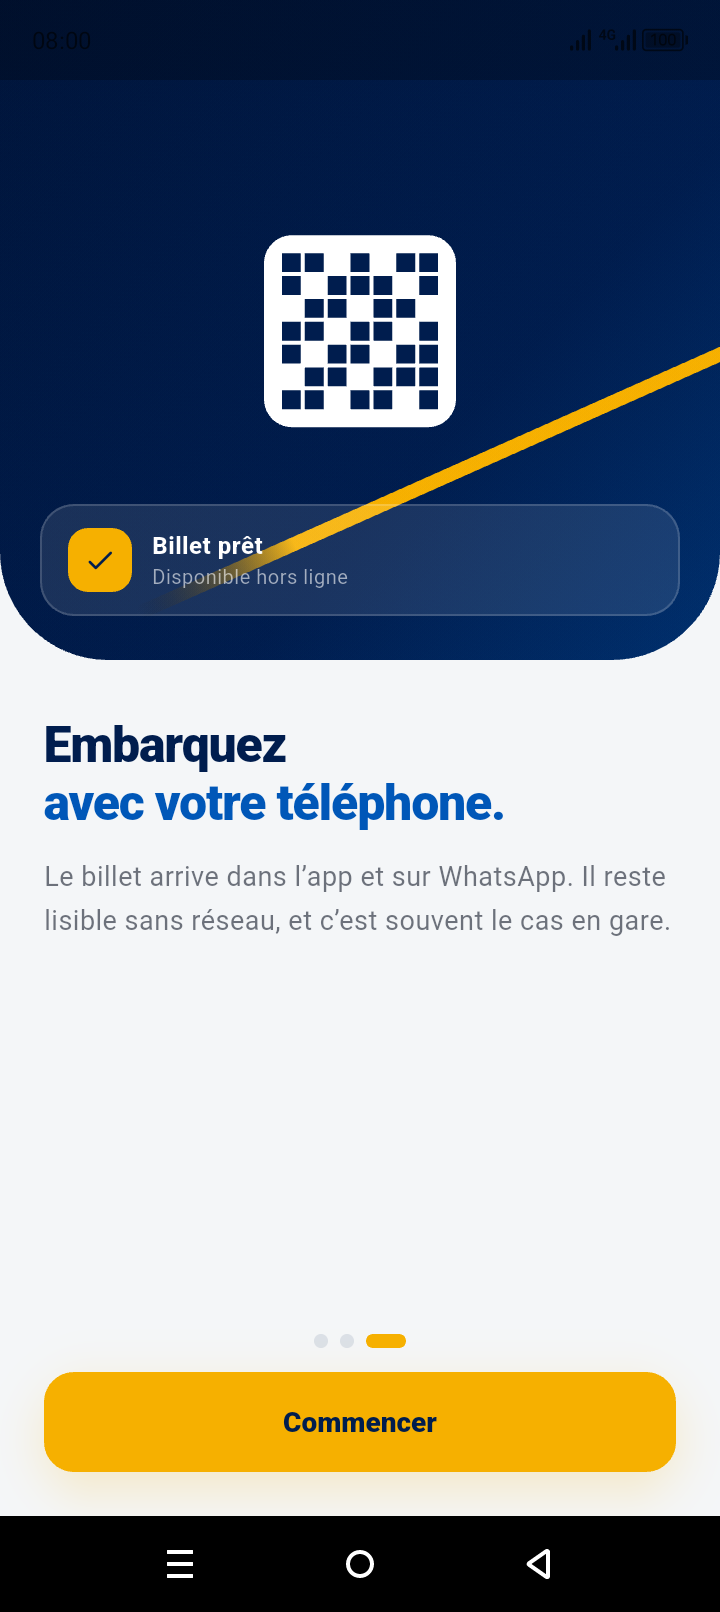 08:00
4G 100
Billet prêt
Disponible hors ligne
Embarquez
avec votre téléphone.
Le billet arrive dans l’app et sur WhatsApp. Il reste
lisible sans réseau, et c’est souvent le cas en gare.
Commencer